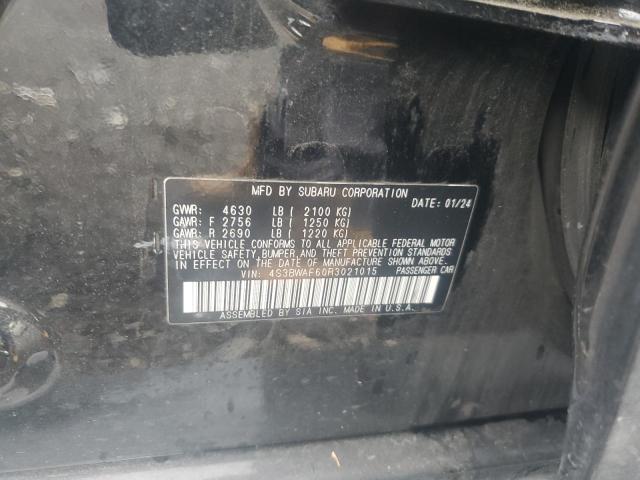 MFD BY SUBARU CORPORATION
DATE: 01/24
GVWR: 4630 LB ( 2100 KG)
GAWR: F 2756 LB ( 1250 KG)
GAWR: R 2690 LB ( 1220 KG)
THIS VEHICLE CONFORMS TO ALL APPLICABLE FEDERAL MOTOR
VEHICLE SAFETY, BUMPER, AND THEFT PREVENTION STANDARDS
IN EFFECT ON THE DATE OF MANUFACTURE SHOWN ABOVE.
VIN: 4S3BWAF60R3021015 PASSENGER CAR
ASSEMBLED BY SIA INC. MADE IN U.S.A.